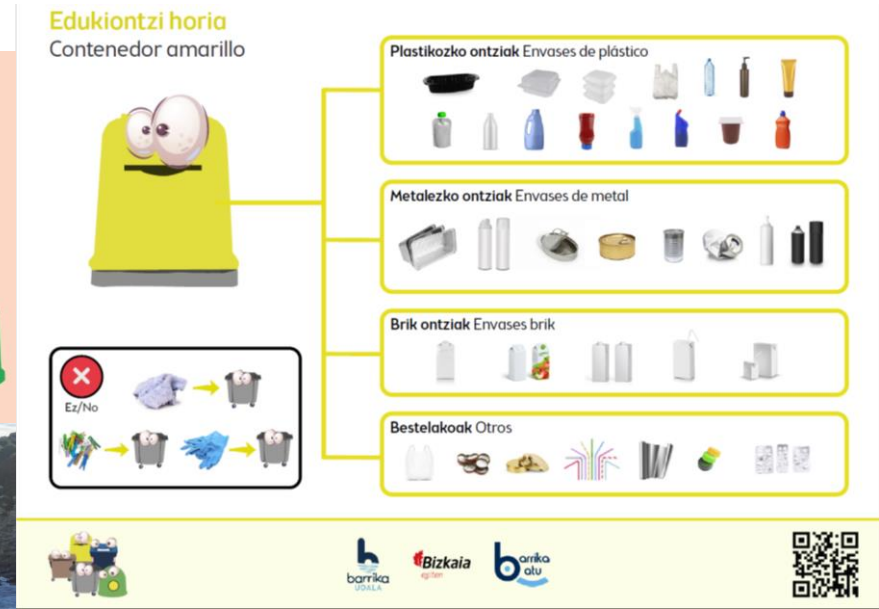 Edukiontzi horia
Contenedor amarillo
Plastikozko ontziak Envases de plástico
Metalezko ontziak Envases de metal
Brik ontziak Envases brik
Ez/No
Bestelakoak Otros
barrika
UDALA
Bizkaia
egiten
barrika
atu